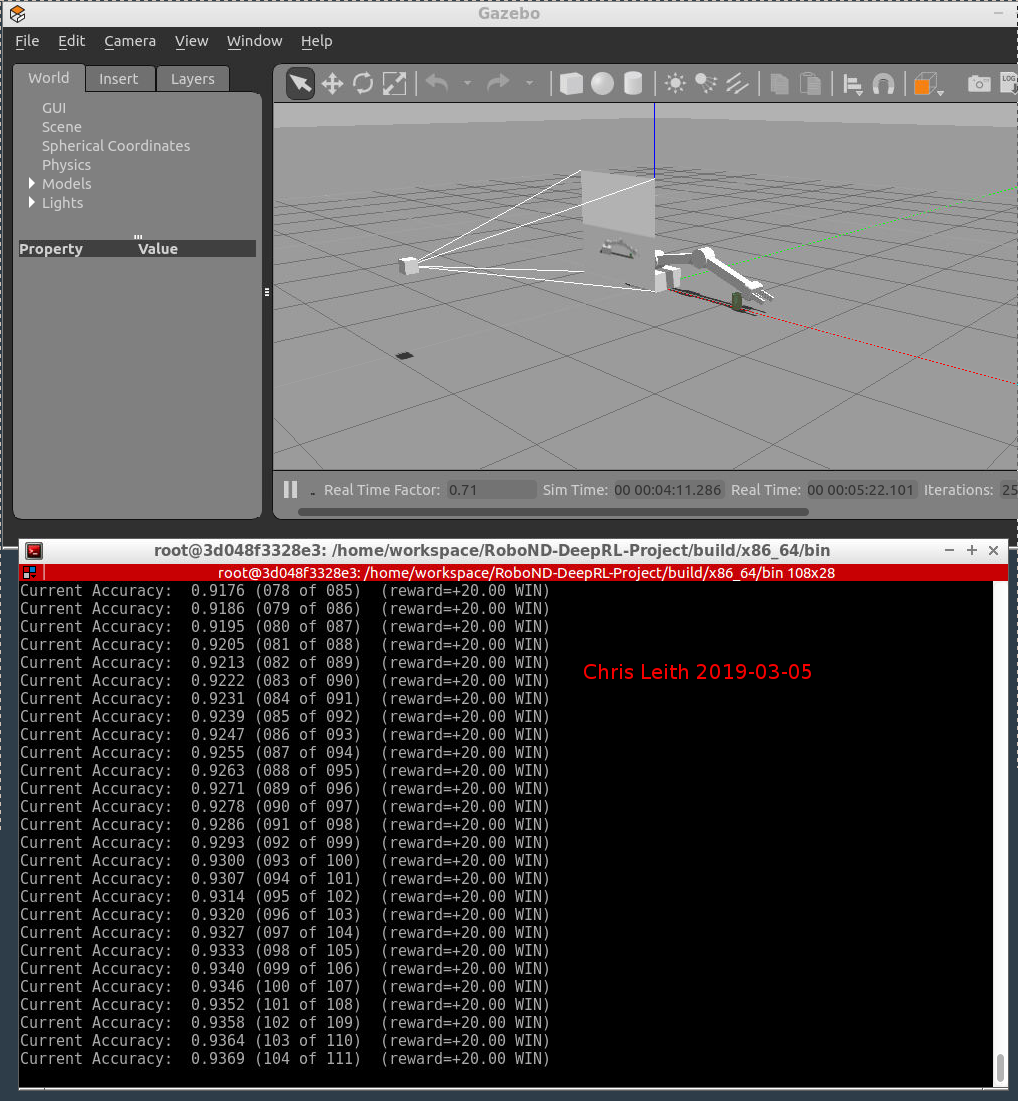 Gazebo
File Edit Camera View Window Help
World Insert Layers
GUI
Scene
Spherical Coordinates
Physics
Models
Lights
Property Value
LOG
Real Time Factor: 0.71 Sim Time: 00 00:04:11.286 Real Time: 00 00:05:22.101 Iterations: 25
root@3d048f3328e3: /home/workspace/RoboND-DeepRL-Project/build/x86_64/bin
root@3d048f3328e3: /home/workspace/RoboND-DeepRL-Project/build/x86_64/bin 108x28
Current Accuracy:  0.9176 (078 of 085)  (reward=+20.00 WIN)
Current Accuracy:  0.9186 (079 of 086)  (reward=+20.00 WIN)
Current Accuracy:  0.9195 (080 of 087)  (reward=+20.00 WIN)
Current Accuracy:  0.9205 (081 of 088)  (reward=+20.00 WIN)
Current Accuracy:  0.9213 (082 of 089)  (reward=+20.00 WIN)
Chris Leith 2019-03-05
Current Accuracy:  0.9222 (083 of 090)  (reward=+20.00 WIN)
Current Accuracy:  0.9231 (084 of 091)  (reward=+20.00 WIN)
Current Accuracy:  0.9239 (085 of 092)  (reward=+20.00 WIN)
Current Accuracy:  0.9247 (086 of 093)  (reward=+20.00 WIN)
Current Accuracy:  0.9255 (087 of 094)  (reward=+20.00 WIN)
Current Accuracy:  0.9263 (088 of 095)  (reward=+20.00 WIN)
Current Accuracy:  0.9271 (089 of 096)  (reward=+20.00 WIN)
Current Accuracy:  0.9278 (090 of 097)  (reward=+20.00 WIN)
Current Accuracy:  0.9286 (091 of 098)  (reward=+20.00 WIN)
Current Accuracy:  0.9293 (092 of 099)  (reward=+20.00 WIN)
Current Accuracy:  0.9300 (093 of 100)  (reward=+20.00 WIN)
Current Accuracy:  0.9307 (094 of 101)  (reward=+20.00 WIN)
Current Accuracy:  0.9314 (095 of 102)  (reward=+20.00 WIN)
Current Accuracy:  0.9320 (096 of 103)  (reward=+20.00 WIN)
Current Accuracy:  0.9327 (097 of 104)  (reward=+20.00 WIN)
Current Accuracy:  0.9333 (098 of 105)  (reward=+20.00 WIN)
Current Accuracy:  0.9340 (099 of 106)  (reward=+20.00 WIN)
Current Accuracy:  0.9346 (100 of 107)  (reward=+20.00 WIN)
Current Accuracy:  0.9352 (101 of 108)  (reward=+20.00 WIN)
Current Accuracy:  0.9358 (102 of 109)  (reward=+20.00 WIN)
Current Accuracy:  0.9364 (103 of 110)  (reward=+20.00 WIN)
Current Accuracy:  0.9369 (104 of 111)  (reward=+20.00 WIN)